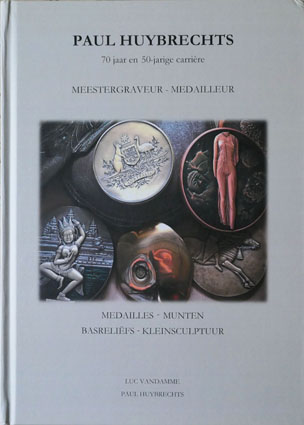 PAUL HUYBRECHTS
70 jaar en 50-jarige carrière
MEESTERGRAVEUR - MEDAILLEUR
MEDAILLES - MUNTEN
BASRELIËFS - KLEINSCULPTUUR
LUC VANDAMME
PAUL HUYBRECHTS